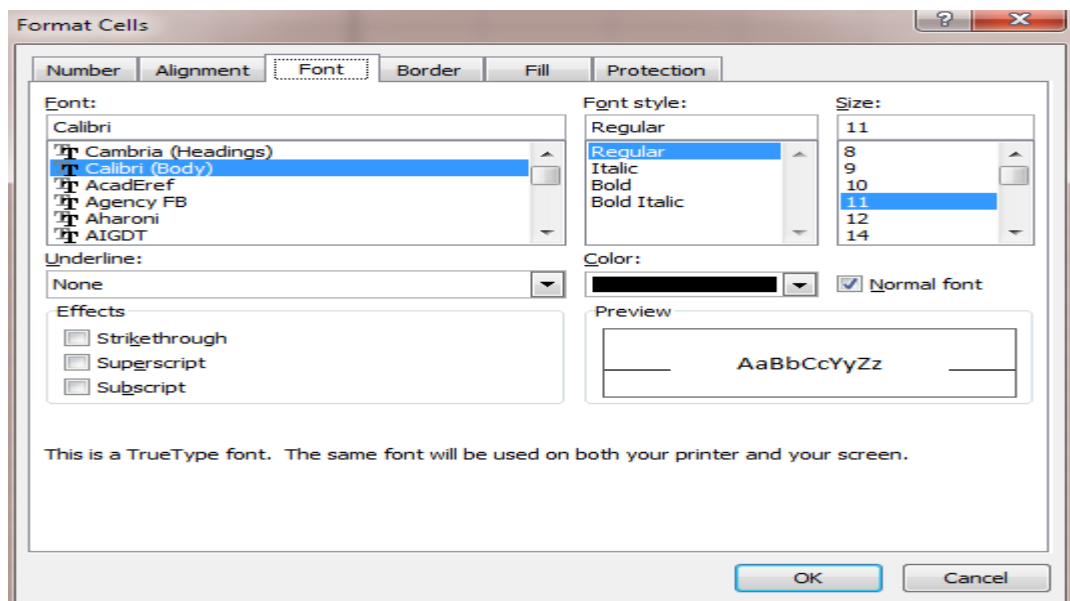 Format Cells
Number Alignment Font Border Fill Protection
Font: Font style: Size:
Calibri Regular 11
Cambria (Headings) Regular 8
Calibri (Body) Italic 9
AcadEref Bold 10
Agency FB Bold Italic 11
Aharoni 12
AIGDT 14
Underline: Color:
None Normal font
Effects Preview
Strikethrough
Superscript AaBbCcYyZz
Subscript
This is a TrueType font. The same font will be used on both your printer and your screen.
OK Cancel